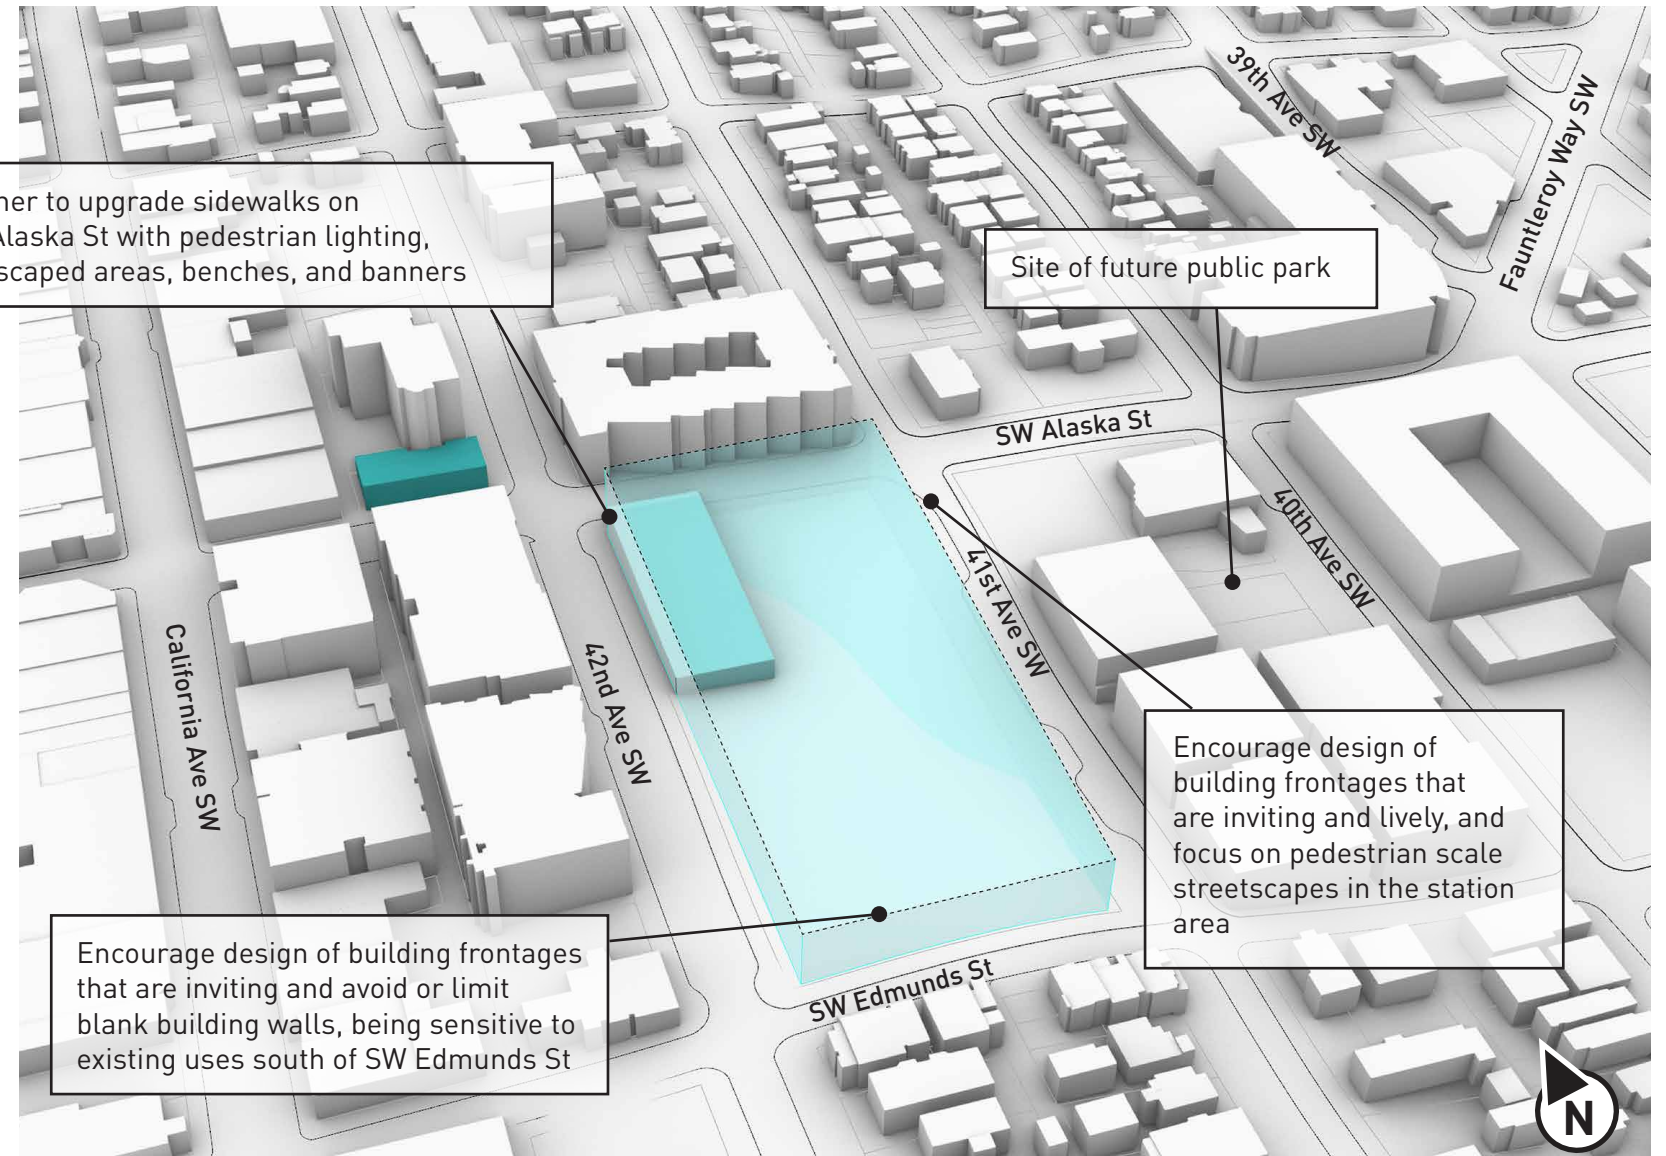 39th Ave SW
Fauntleroy Way SW
to upgrade sidewalks on
Alaska St with pedestrian lighting,
areas, benches, and banners
Site of future public park
SW Alaska St
40th Ave SW
41st Ave SW
42nd Ave SW
California Ave SW
Encourage design of
building frontages that
are inviting and lively, and
focus on pedestrian scale
streetscapes in the station
area
Encourage design of building frontages
that are inviting and avoid or limit
blank building walls, being sensitive to
existing uses south of SW Edmunds St
SW Edmunds St
N